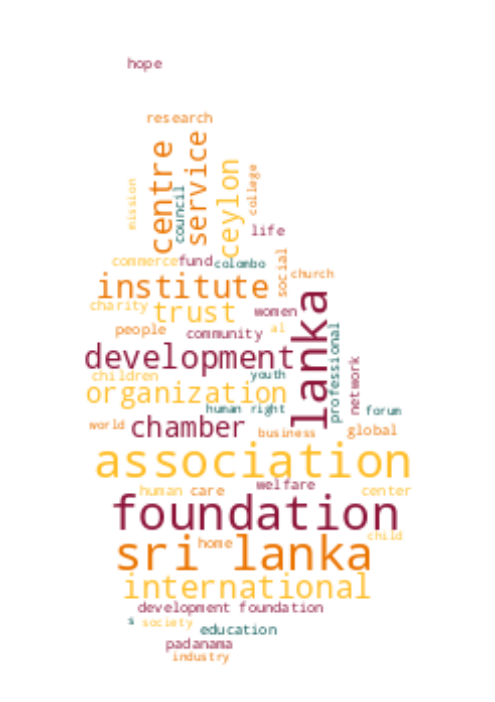 hope
research
mission
centre
council
service
ceylon
college
life
commerce
fund
colombo
social
church
institute
charity
trust
women
lanka
people
community
al
professional
development
network
children
youth
organization
human right
forum
world
chamber
business
global
association
human
care
welfare
center
foundation
sri lanka
home
child
international
development foundation
s
society
education
padanama
industry